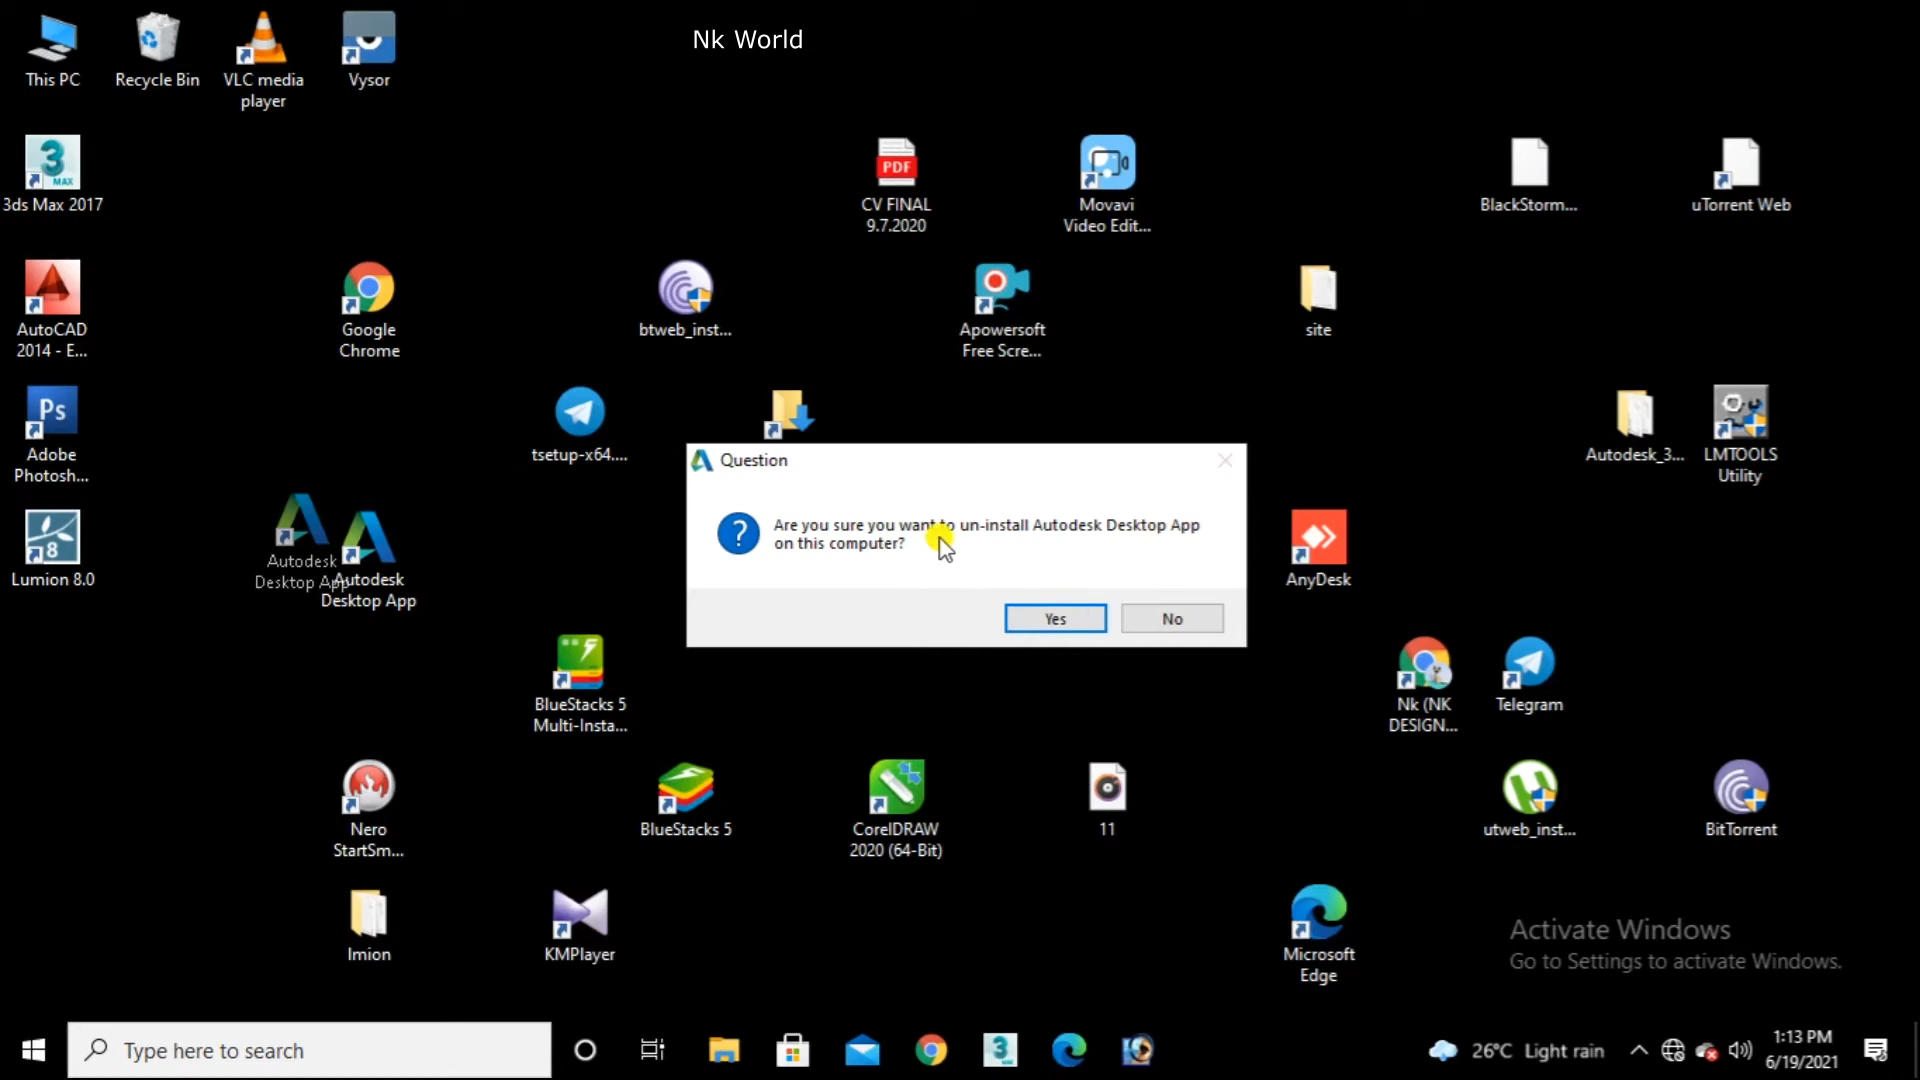 Nk World
This PC
Recycle Bin
VLC media
player
Vysor
3ds Max 2017
PDF
CV FINAL
9.7.2020
Movavi
Video Edit...
BlackStorm...
uTorrent Web
AutoCAD
2014 - E...
Google
Chrome
btweb_inst...
Apowersoft
Free Scre...
site
Ps
Adobe
Photosh...
tsetup-x64....
Autodesk_3...
LMTOOLS
Utility
Question
Are you sure you want to un-install Autodesk Desktop App
on this computer?
Yes
No
8
Lumion 8.0
Autodesk
Desktop App
Autodesk
Desktop App
AnyDesk
BlueStacks 5
Multi-Insta...
Nk (NK
DESIGN...
Telegram
Nero
StartSm...
BlueStacks 5
CorelDRAW
2020 (64-Bit)
11
utweb_inst...
BitTorrent
lmion
KMPlayer
Microsoft
Edge
Activate Windows
Go to Settings to activate Windows.
Type here to search
26°C Light rain
1:13 PM
6/19/2021